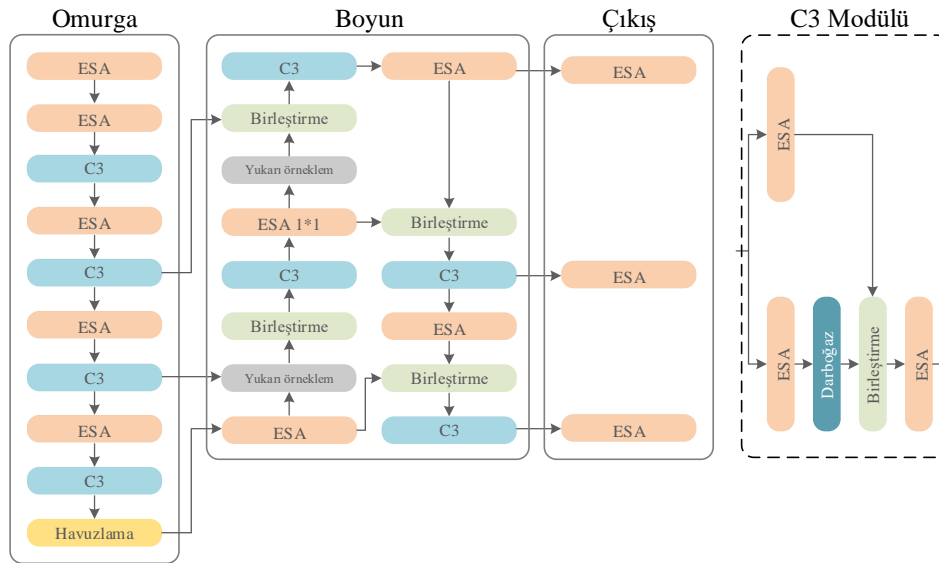 Omurga
ESA
ESA
C3
ESA
C3
ESA
C3
ESA
C3
Havuzlama
Boyun
C3
Birleştirme
Yukarı örneklem
ESA 1*1
C3
Birleştirme
Yukarı örneklem
ESA
ESA
Birleştirme
C3
ESA
Birleştirme
C3
Çıkış
ESA
ESA
ESA
C3 Modülü
ESA
ESA
Darboğaz
Birleştirme
ESA